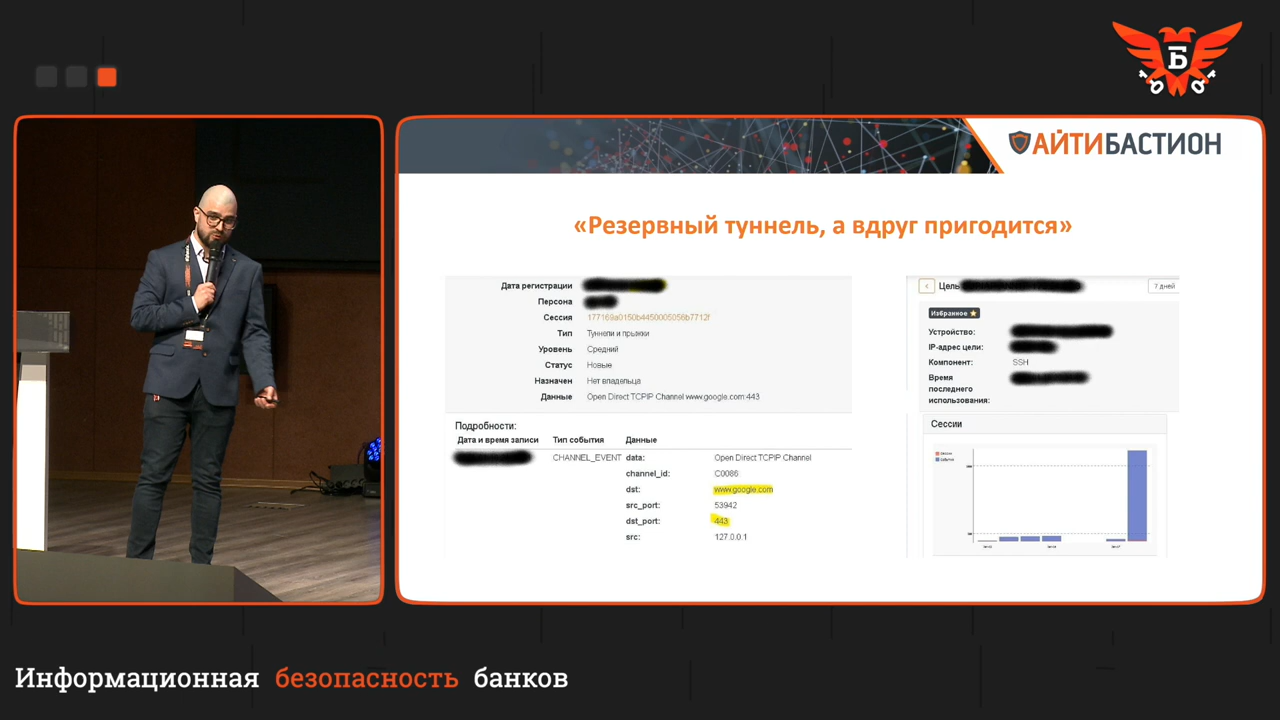 Б
АЙТИБАСТИОН
«Резервный туннель, а вдруг пригодится»
Дата регистрации
Персона
Сессия
Тип Туннели и прыжки
Уровень Средний
Статус Новые
Назначен Нет владельца
Данные Open Direct TCPIP Channel www.google.com:443
Подробности:
Дата и время записи Тип события Данные
CHANNEL_EVENT data: Open Direct TCPIP Channel
channel_id: C0086
dst: www.google.com
src_port: 53942
dst_port: 443
src: 127.0.0.1
Цель 7 дней
Избранное
Устройство:
IP-адрес цели:
Компонент: SSH
Время
последнего
использования:
Сессии
Информационная безопасность банков